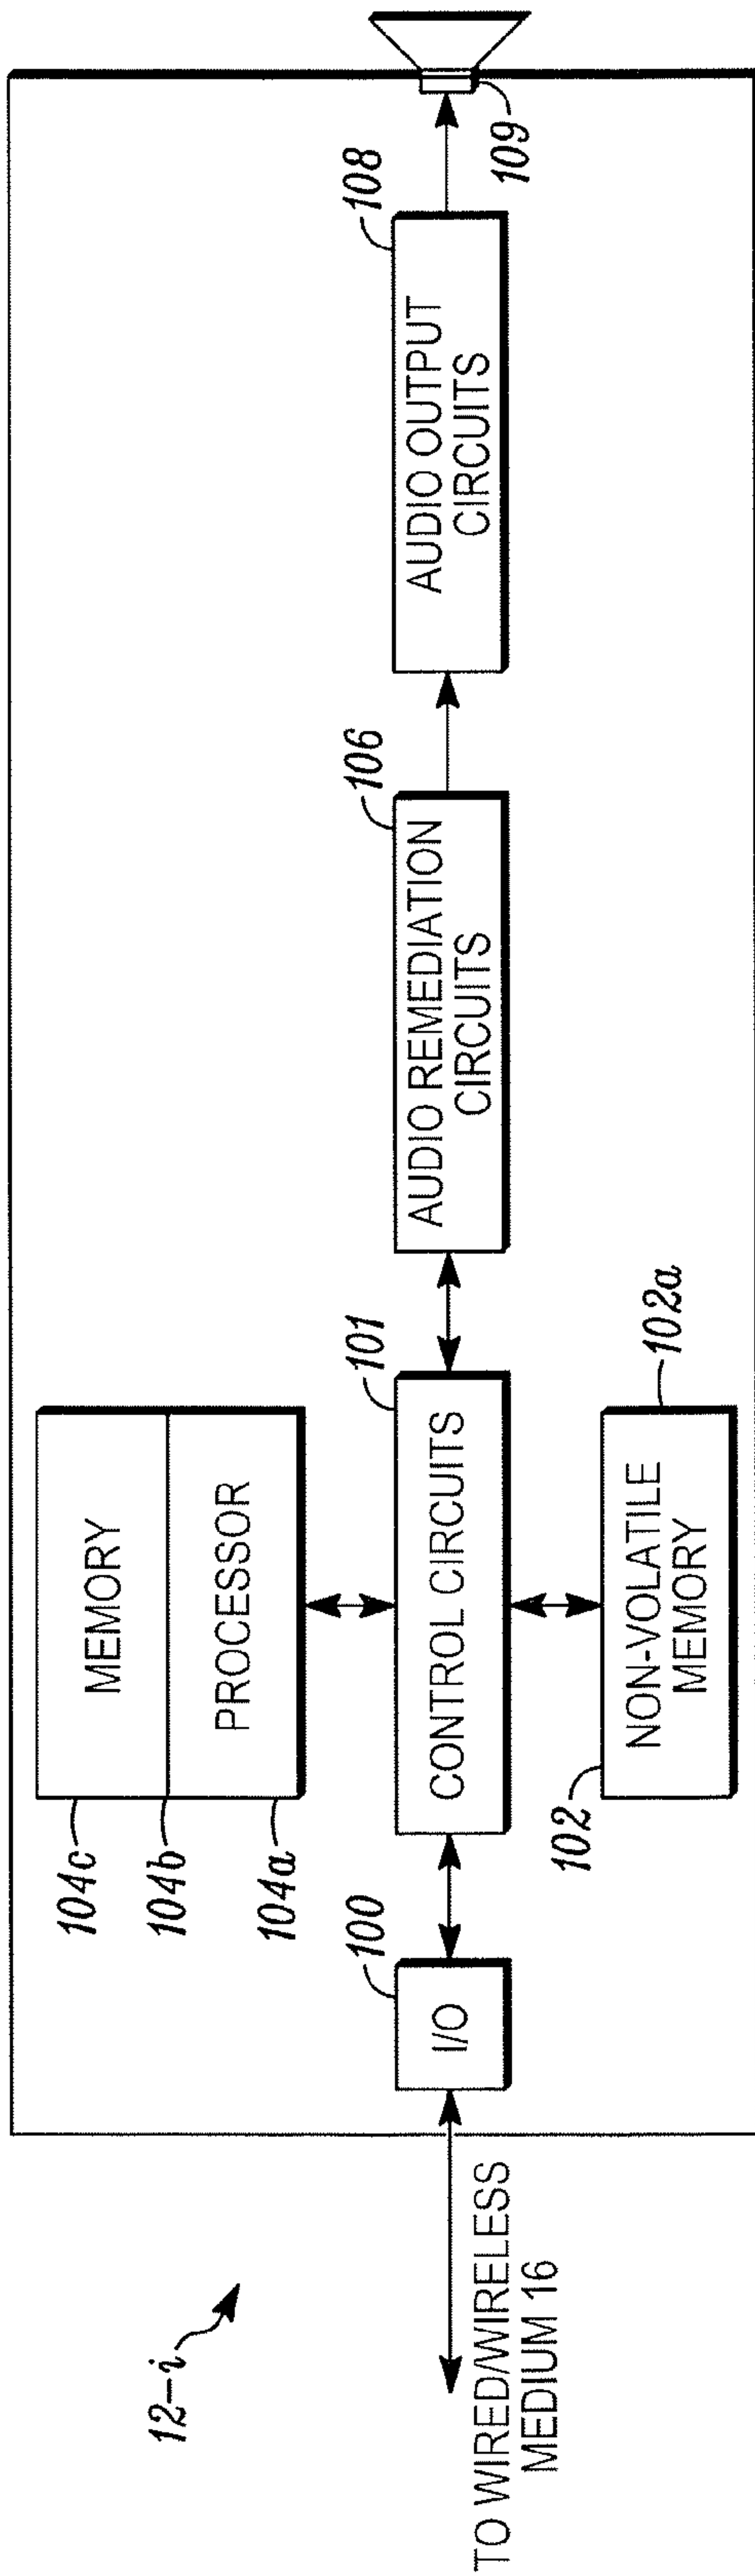 12-i
TO WIRED/WIRELESS
MEDIUM 16
I/O
100
104c
104b
104a
MEMORY
PROCESSOR
CONTROL CIRCUITS
101
102
NON-VOLATILE
MEMORY
102a
AUDIO REMEDIATION
CIRCUITS
106
AUDIO OUTPUT
CIRCUITS
108
109